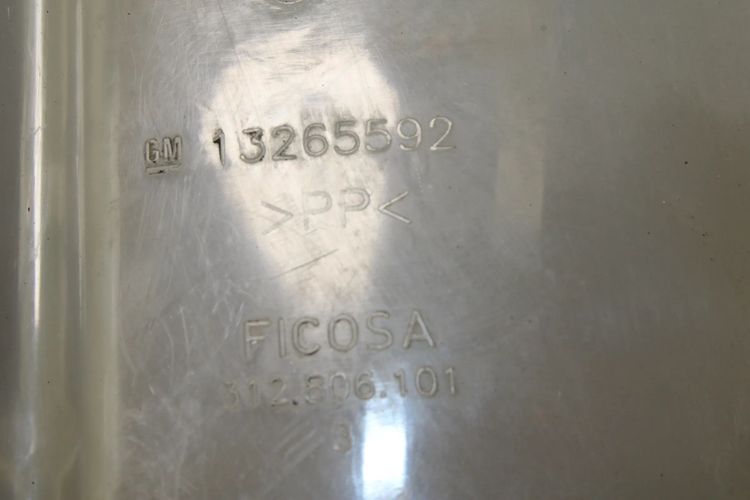 GM 13265592
>PP<
FICOSA
312.806.101
3